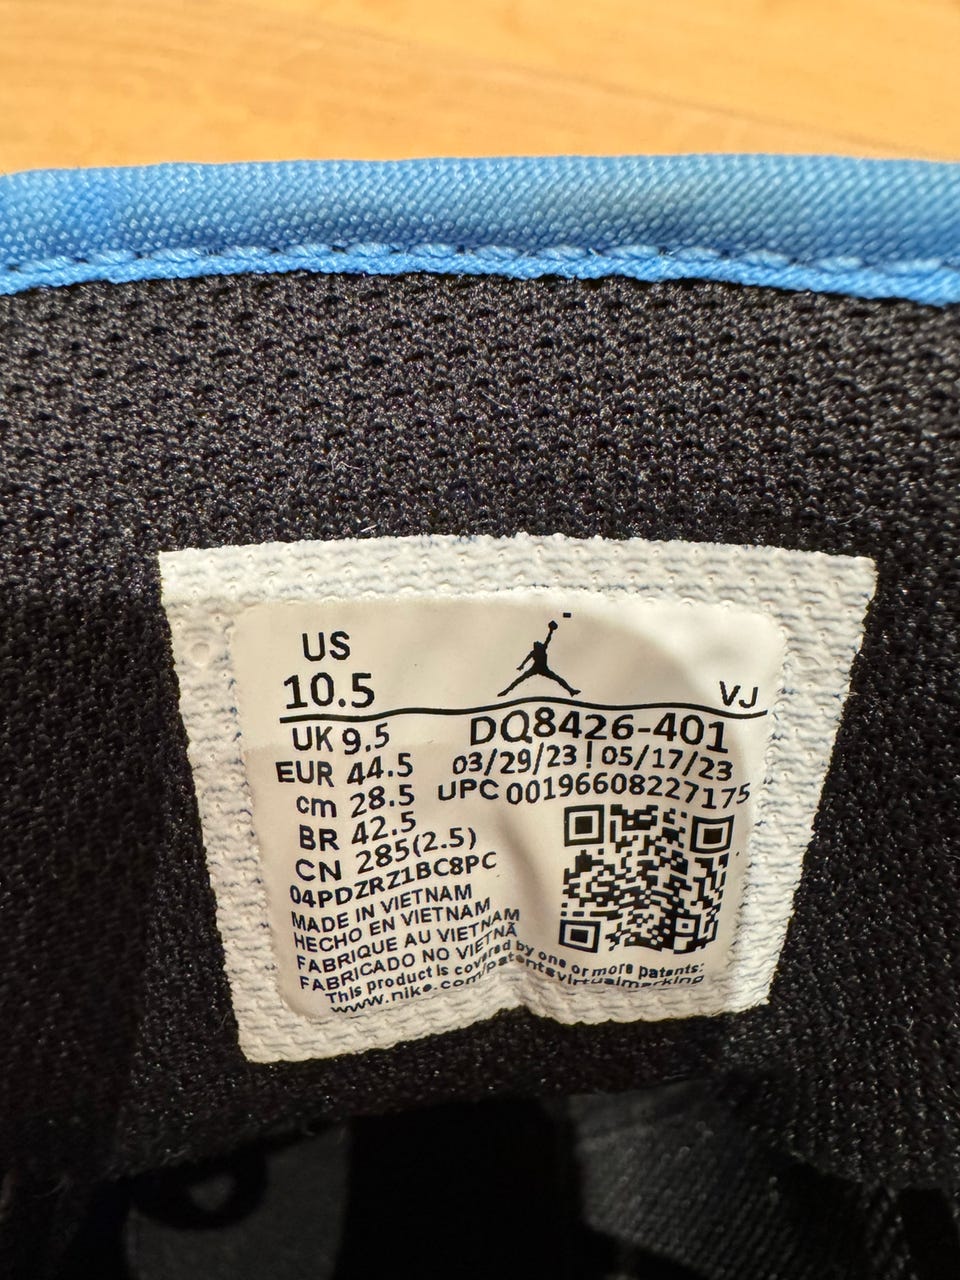 US
10.5
VJ
UK 9.5
EUR 44.5
cm 28.5
BR 42.5
CN 285(2.5)
DQ8426-401
03/29/23 | 05/17/23
UPC 00196608227175
04PDZRZ1BC8PC
MADE IN VIETNAM
HECHO EN VIETNAM
FABRIQUE AU VIETNAM
FABRICADO NO VIETNÃ
This product is covered by one or more patents:
www.nike.com/patentsvirtualmarking